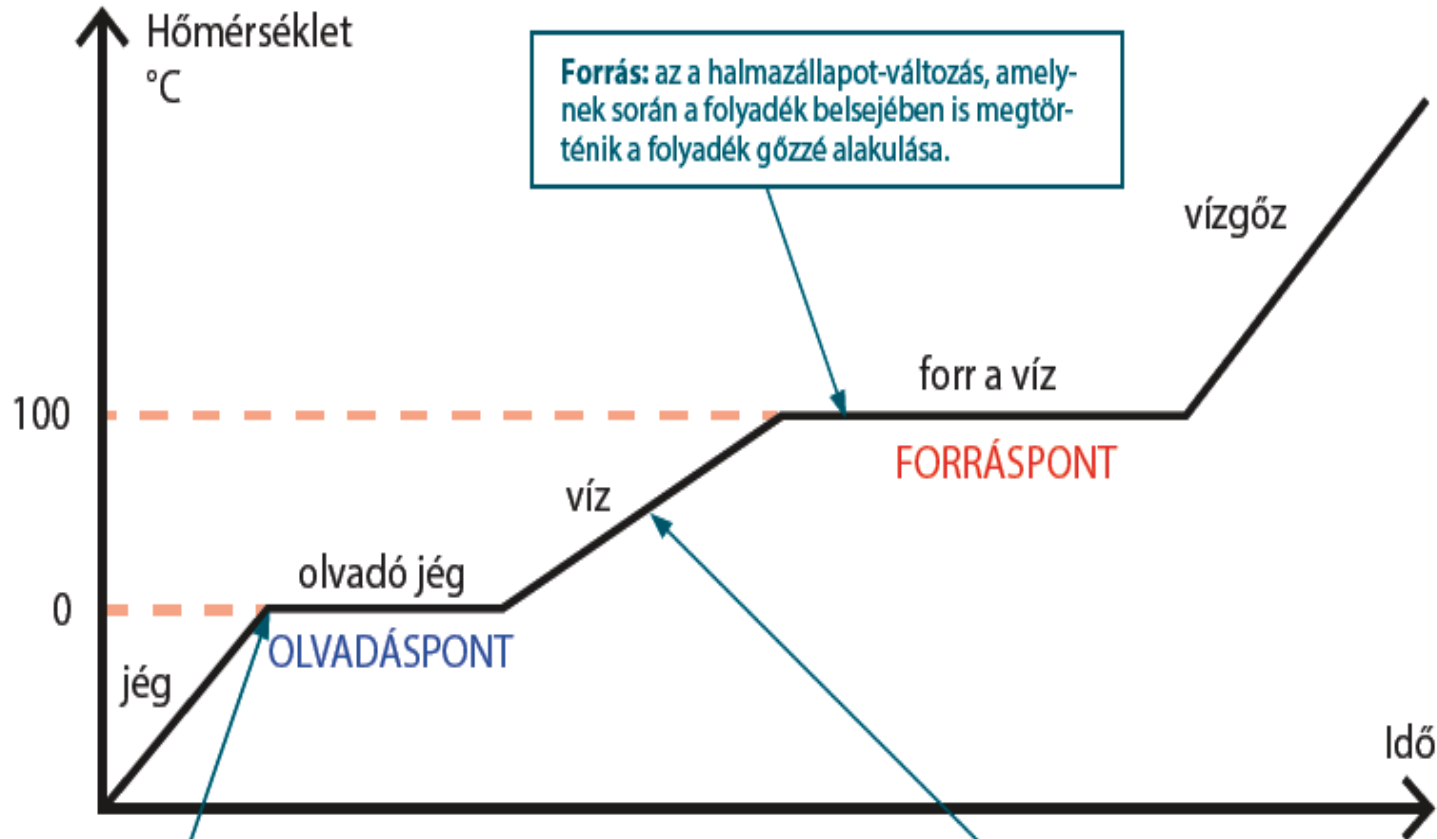 Hőmérséklet
°C
Forrás: az a halmazállapot-változás, amely-
nek során a folyadék belsejében is megtör-
ténik a folyadék gőzzé alakulása.
vízgőz
forr a víz
100
FORRÁSPONT
víz
olvadó jég
0
OLVADÁSPONT
jég
Idő